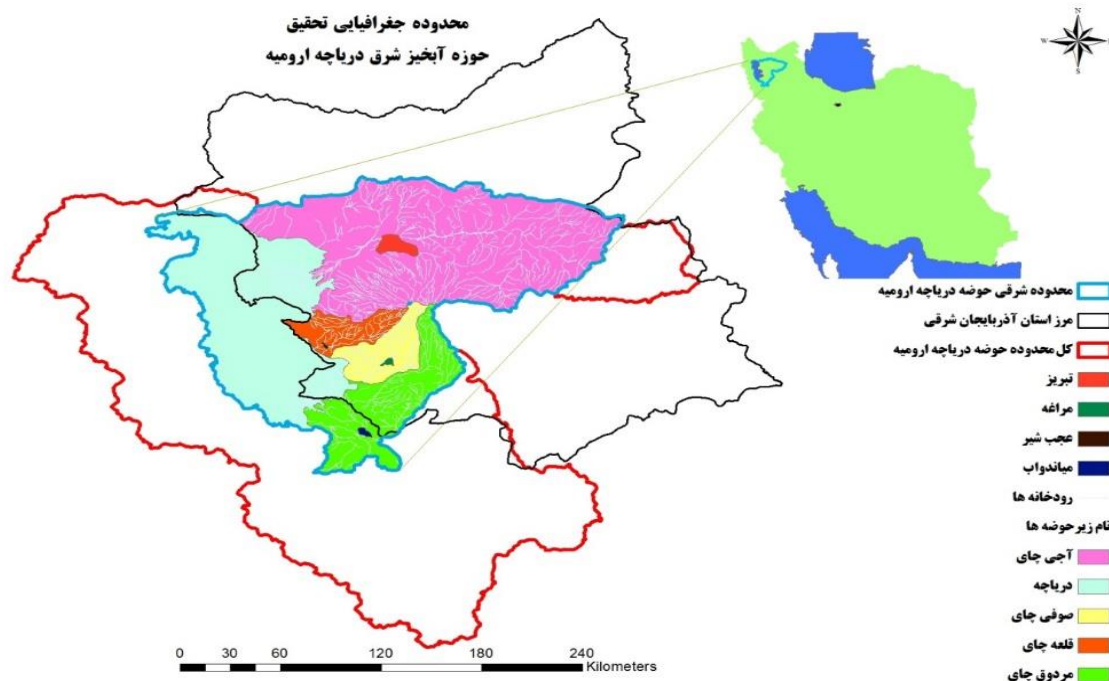 محدوده جغرافیایی تحقیق
حوزه آبخیز شرق دریاچه ارومیه
N
W
S
محدوده شرقی حوضه دریاچه ارومیه
مرز استان آذربایجان شرقی
کل محدوده حوضه دریاچه ارومیه
تبریز
مراغه
عجب شیر
میاندواب
رودخانه ها
نام زیرحوضه ها
آجی چای
دریاچه
صوفی چای
قلعه چای
مردوق چای
0 30 60 120 180 240
Kilometers